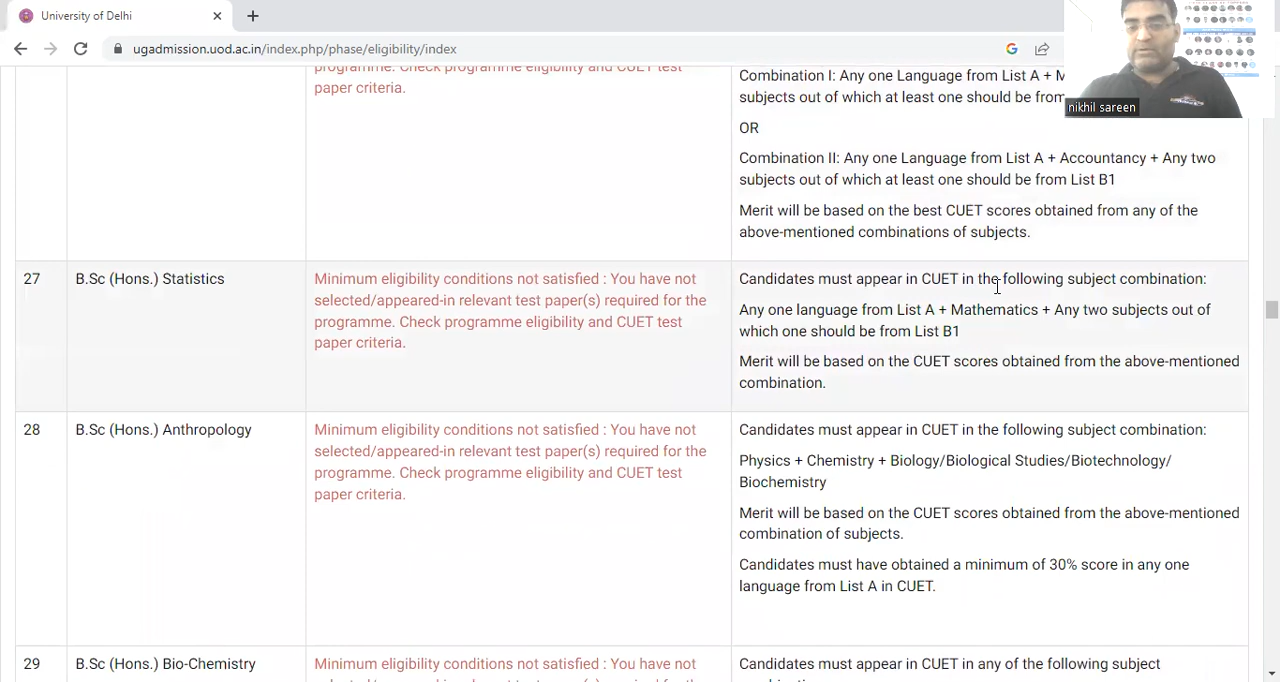 University of Delhi
ugadmission.uod.ac.in/index.php/phase/eligibility/index
nikhil sareen
programme. Check programme eligibility and CUET test
paper criteria.
Combination I: Any one Language from List A + M
subjects out of which at least one should be from
OR
Combination II: Any one Language from List A + Accountancy + Any two
subjects out of which at least one should be from List B1
Merit will be based on the best CUET scores obtained from any of the
above-mentioned combinations of subjects.
27
B.Sc (Hons.) Statistics
Minimum eligibility conditions not satisfied : You have not
selected/appeared-in relevant test paper(s) required for the
programme. Check programme eligibility and CUET test
paper criteria.
Candidates must appear in CUET in the following subject combination:
Any one language from List A + Mathematics + Any two subjects out of
which one should be from List B1
Merit will be based on the CUET scores obtained from the above-mentioned
combination.
28
B.Sc (Hons.) Anthropology
Minimum eligibility conditions not satisfied : You have not
selected/appeared-in relevant test paper(s) required for the
programme. Check programme eligibility and CUET test
paper criteria.
Candidates must appear in CUET in the following subject combination:
Physics + Chemistry + Biology/Biological Studies/Biotechnology/
Biochemistry
Merit will be based on the CUET scores obtained from the above-mentioned
combination of subjects.
Candidates must have obtained a minimum of 30% score in any one
language from List A in CUET.
29
B.Sc (Hons.) Bio-Chemistry
Minimum eligibility conditions not satisfied : You have not
Candidates must appear in CUET in any of the following subject